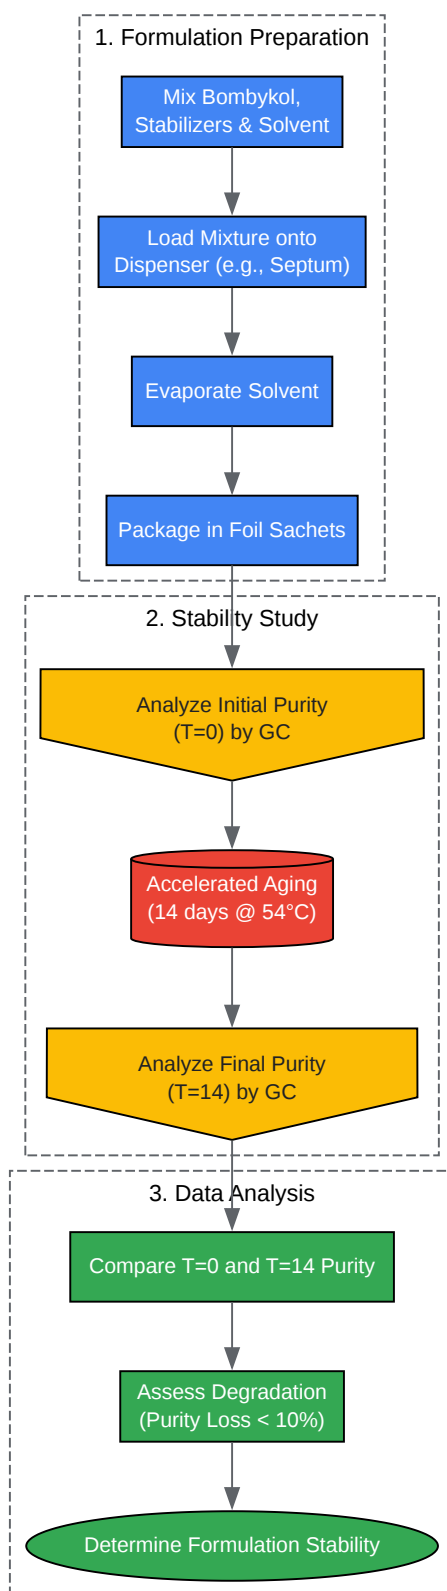 1. Formulation Preparation
Mix Bombykol,
Stabilizers & Solvent
Load Mixture onto
Dispenser (e.g., Septum)
Evaporate Solvent
Package in Foil Sachets
2. Stability Study
Analyze Initial Purity
(T=0) by GC
Accelerated Aging
(14 days @ 54°C)
Analyze Final Purity
(T=14) by GC
3. Data Analysis
Compare T=0 and T=14 Purity
Assess Degradation
(Purity Loss < 10%)
Determine Formulation Stability